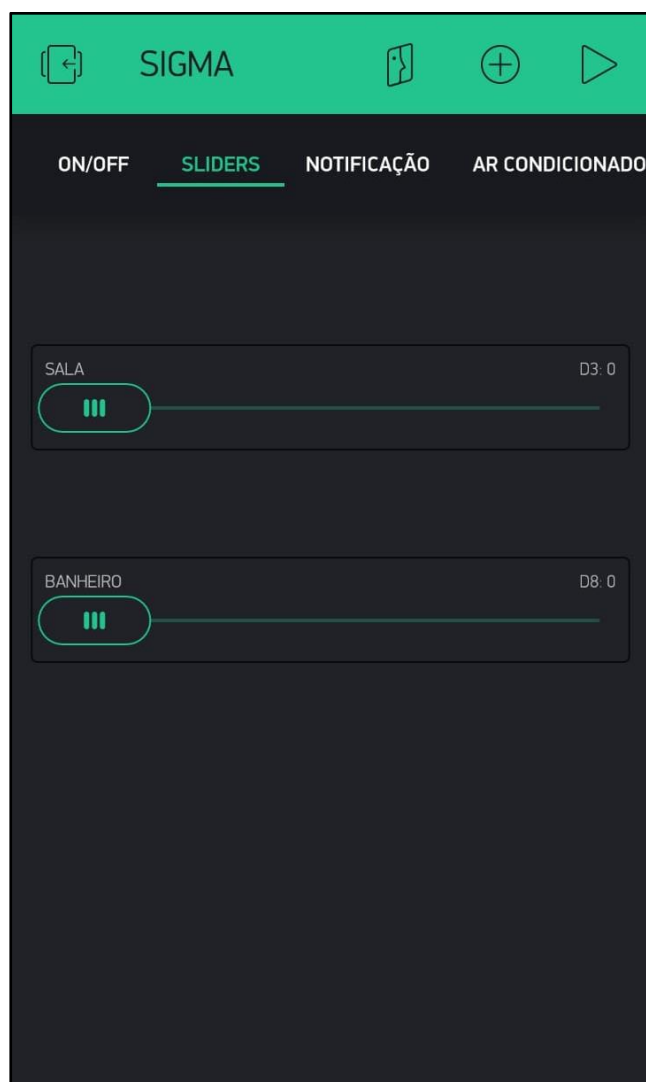 SIGMA
ON/OFF SLIDERS NOTIFICAÇÃO AR CONDICIONADO
SALA D3: 0
BANHEIRO D8: 0